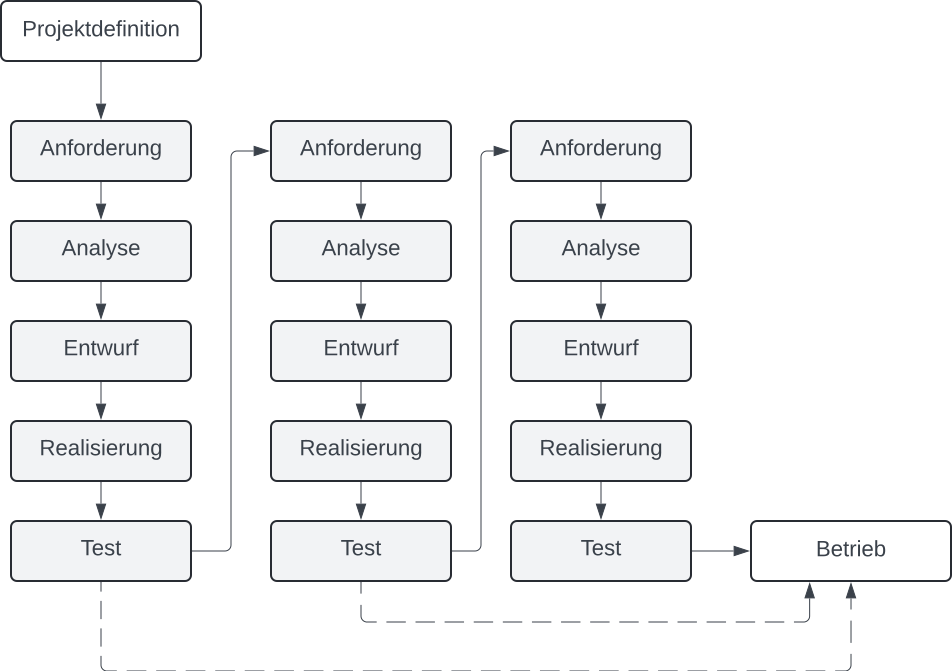 Projektdefinition
Anforderung
Analyse
Entwurf
Realisierung
Test
Anforderung
Analyse
Entwurf
Realisierung
Test
Anforderung
Analyse
Entwurf
Realisierung
Test
Betrieb